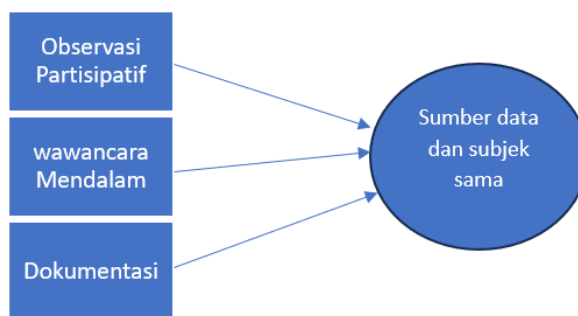 Observasi
Partisipatif
wawancara
Mendalam
Dokumentasi
Sumber data
dan subjek
sama